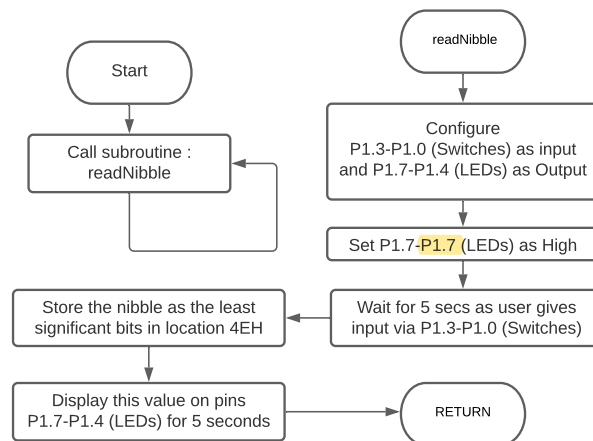 Start
Call subroutine :
readNibble
readNibble
Configure
P1.3-P1.0 (Switches) as input
and P1.7-P1.4 (LEDs) as Output
Set P1.7-P1.7 (LEDs) as High
Wait for 5 secs as user gives
input via P1.3-P1.0 (Switches)
Store the nibble as the least
significant bits in location 4EH
Display this value on pins
P1.7-P1.4 (LEDs) for 5 seconds
RETURN